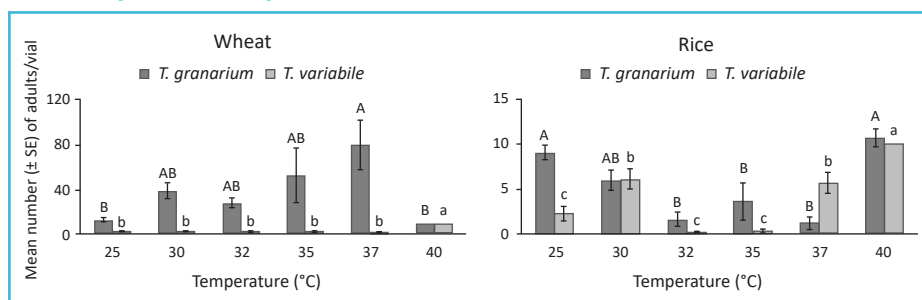 Wheat
T. granarium T. variabile
Mean number (± SE) of adults/vial
120
80
40
0
B b AB b AB b AB b A b B a
25 30 32 35 37 40
Temperature (°C)
Rice
T. granarium T. variabile
15
10
5
0
A c AB b B c B c B b A a
25 30 32 35 37 40
Temperature (°C)